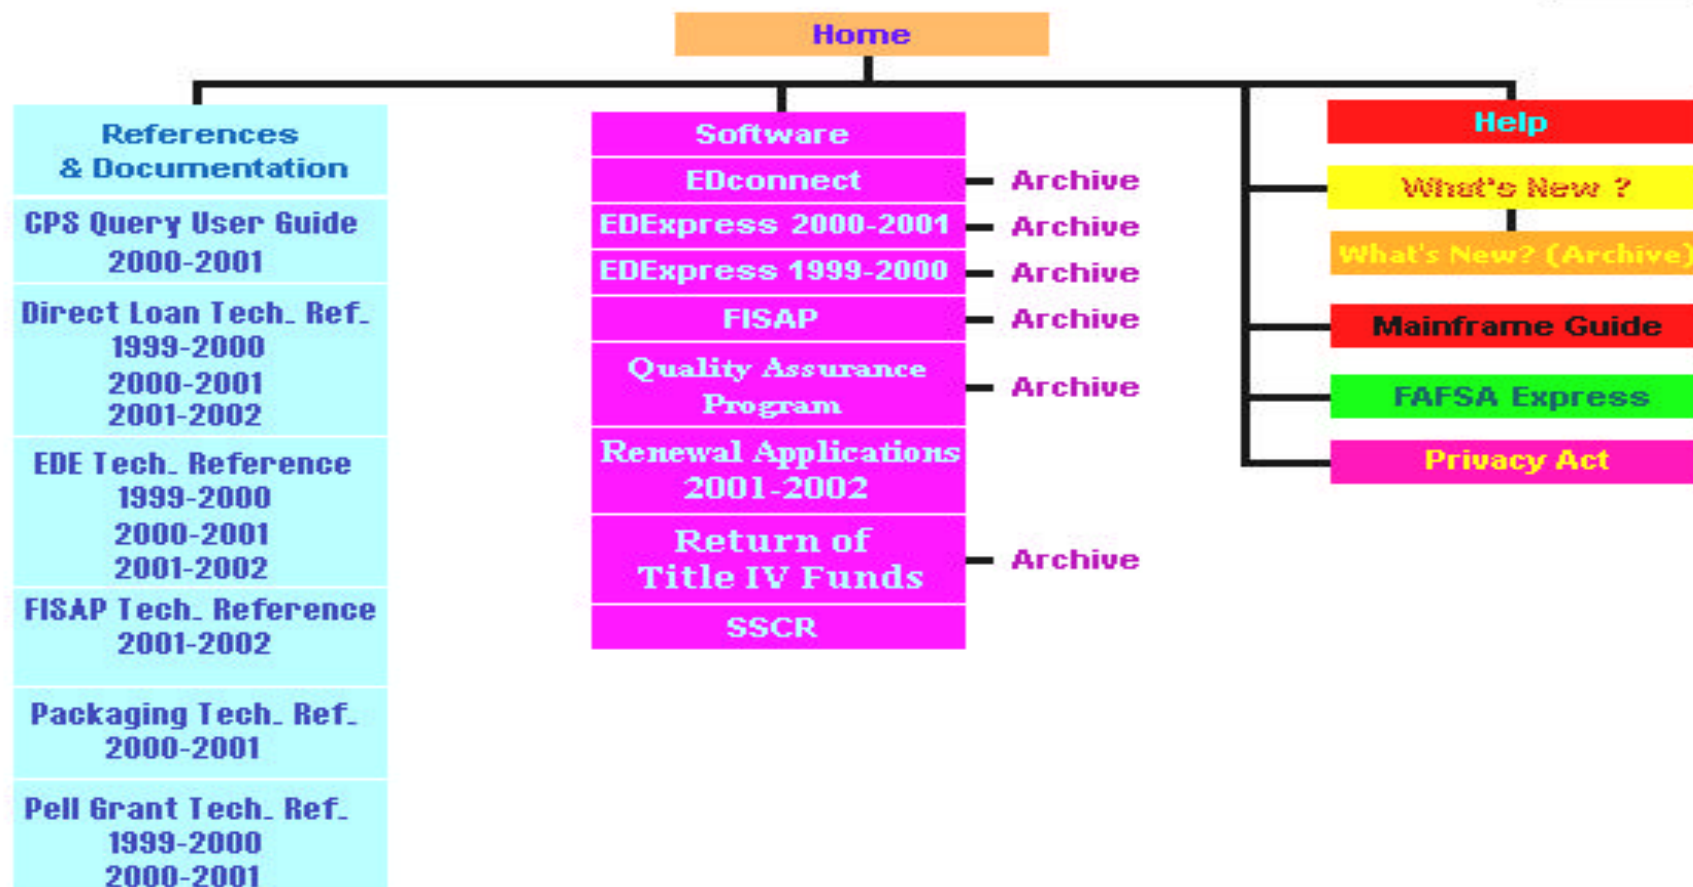 Home
References
& Documentation
CPS Query User Guide
2000-2001
Direct Loan Tech. Ref.
1999-2000
2000-2001
2001-2002
EDE Tech. Reference
1999-2000
2000-2001
2001-2002
FISAP Tech. Reference
2001-2002
Packaging Tech. Ref.
2000-2001
Pell Grant Tech. Ref.
1999-2000
2000-2001
Software
EDconnect Archive
EDExpress 2000-2001 Archive
EDExpress 1999-2000 Archive
FISAP Archive
Quality Assurance
Program
Archive
Renewal Applications
2001-2002
Return of
Title IV Funds
Archive
SSCR
Help
What's New ?
What's New? (Archive)
Mainframe Guide
FAFSA Express
Privacy Act